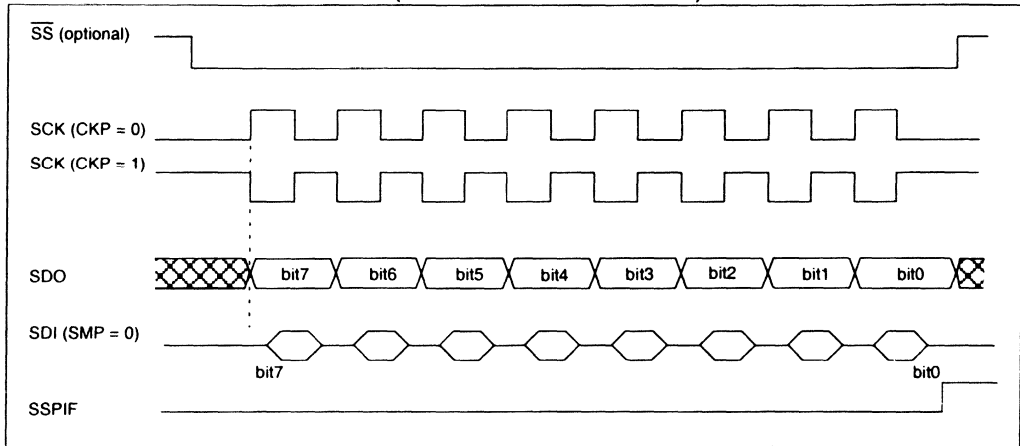 SS (optional)
SCK (CKP = 0)
SCK (CKP = 1)
SDO bit7 bit6 bit5 bit4 bit3 bit2 bit1 bit0
SDI (SMP = 0)
bit7 bit0
SSPIF